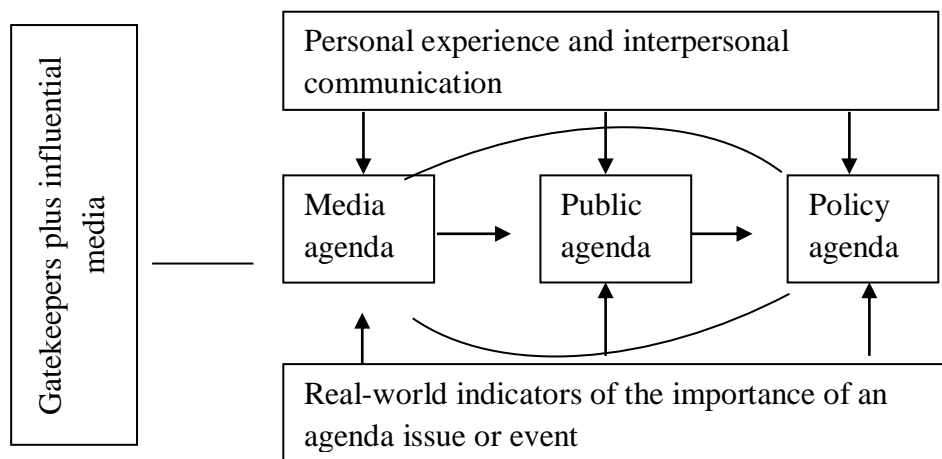 Gatekeepers plus influential
media
Personal experience and interpersonal
communication
Media
agenda
Public
agenda
Policy
agenda
Real-world indicators of the importance of an
agenda issue or event